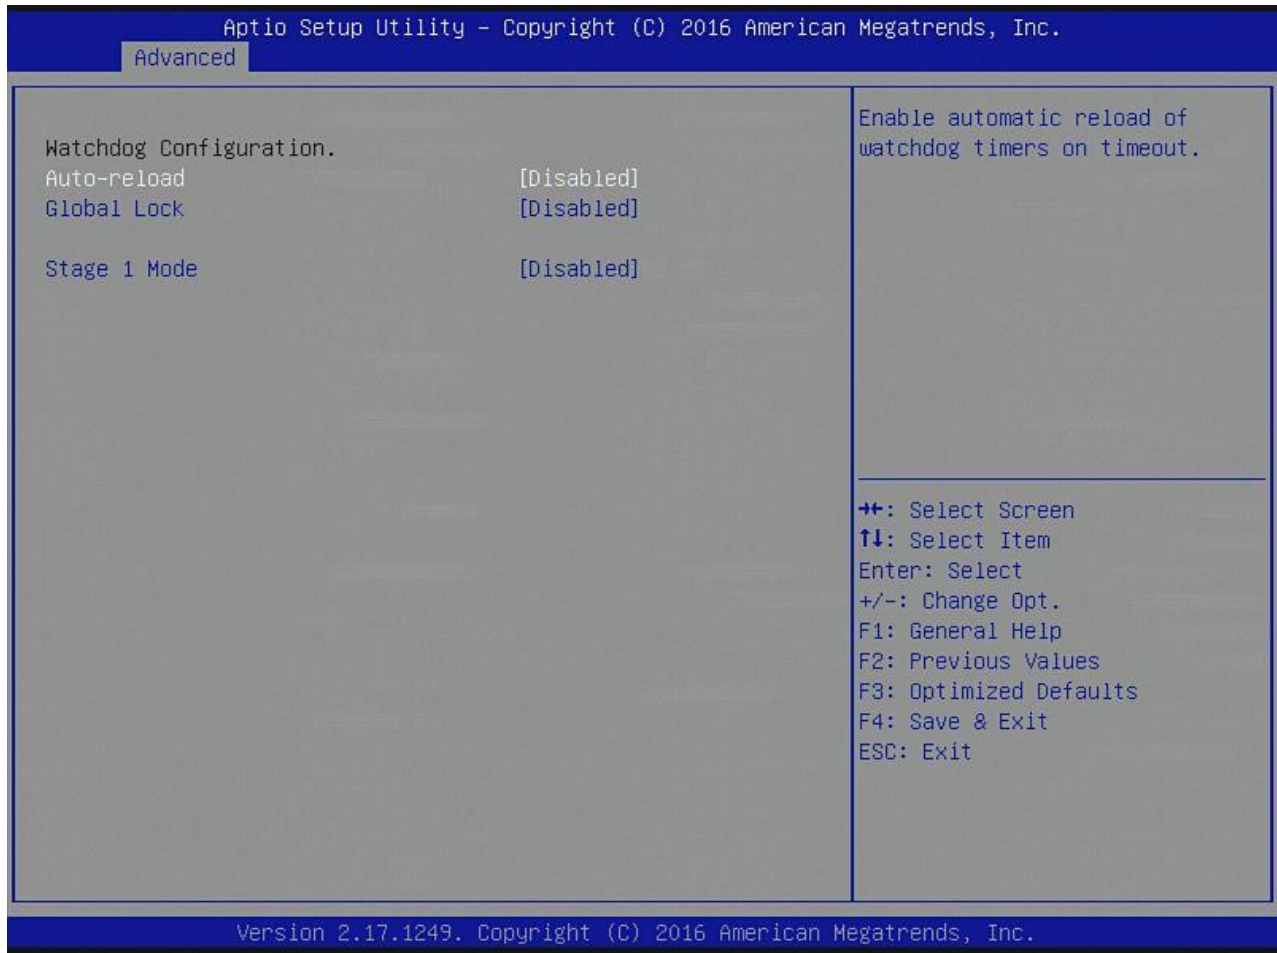 Aptio Setup Utility – Copyright (C) 2016 American Megatrends, Inc.
Advanced
Watchdog Configuration.
Auto-reload [Disabled]
Global Lock [Disabled]
Stage 1 Mode [Disabled]
Enable automatic reload of
watchdog timers on timeout.
→←: Select Screen
↑↓: Select Item
Enter: Select
+/-: Change Opt.
F1: General Help
F2: Previous Values
F3: Optimized Defaults
F4: Save & Exit
ESC: Exit
Version 2.17.1249. Copyright (C) 2016 American Megatrends, Inc.